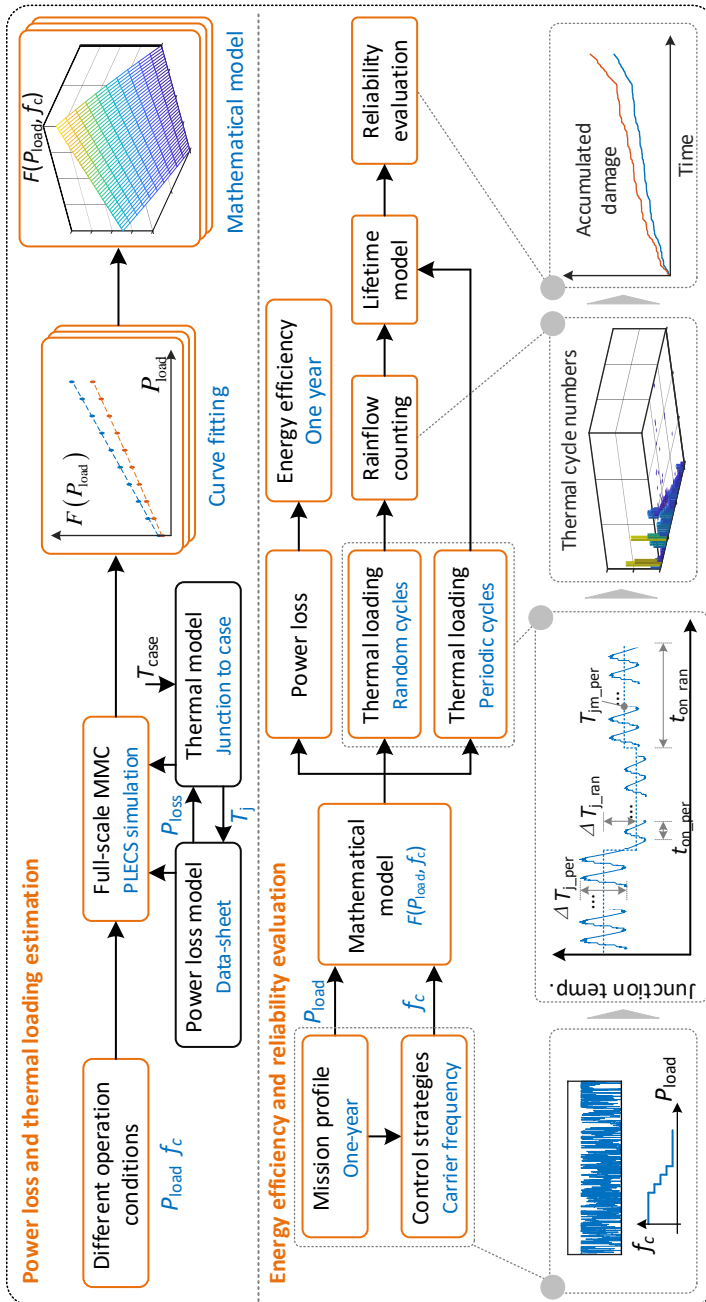 Power loss and thermal loading estimation
Different operation
conditions
P_load f_c
Full-scale MMC
PLECS simulation
Power loss model
Data-sheet
P_loss
T_j
Thermal model
Junction to case
T_case
F (P_load)
P_load
Curve fitting
F(P_load, f_c)
Mathematical model
Energy efficiency and reliability evaluation
Mission profile
One-year
Control strategies
Carrier frequency
P_load
f_c
Mathematical
model
F(P_load, f_c)
Power loss
Energy efficiency
One year
Thermal loading
Random cycles
Thermal loading
Periodic cycles
Rainflow
counting
Lifetime
model
Reliability
evaluation
f_c
P_load
Junction temp.
ΔT_j_per
...
ΔT_j_ran
...
T_jm_per
...
t_on_per
t_on_ran
Thermal cycle numbers
Accumulated
damage
Time